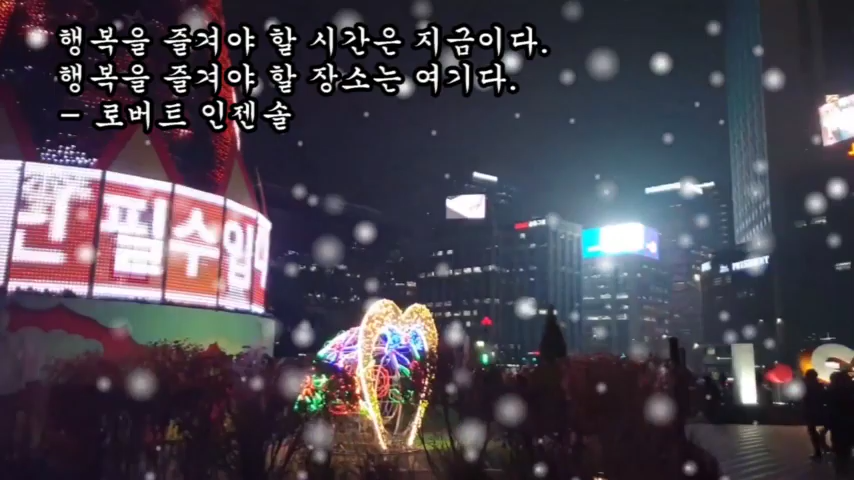 행복을 즐겨야 할 시간은 지금이다.
행복을 즐겨야 할 장소는 여기다.
- 로버트 인젠솔
필수입
PRESIDENT